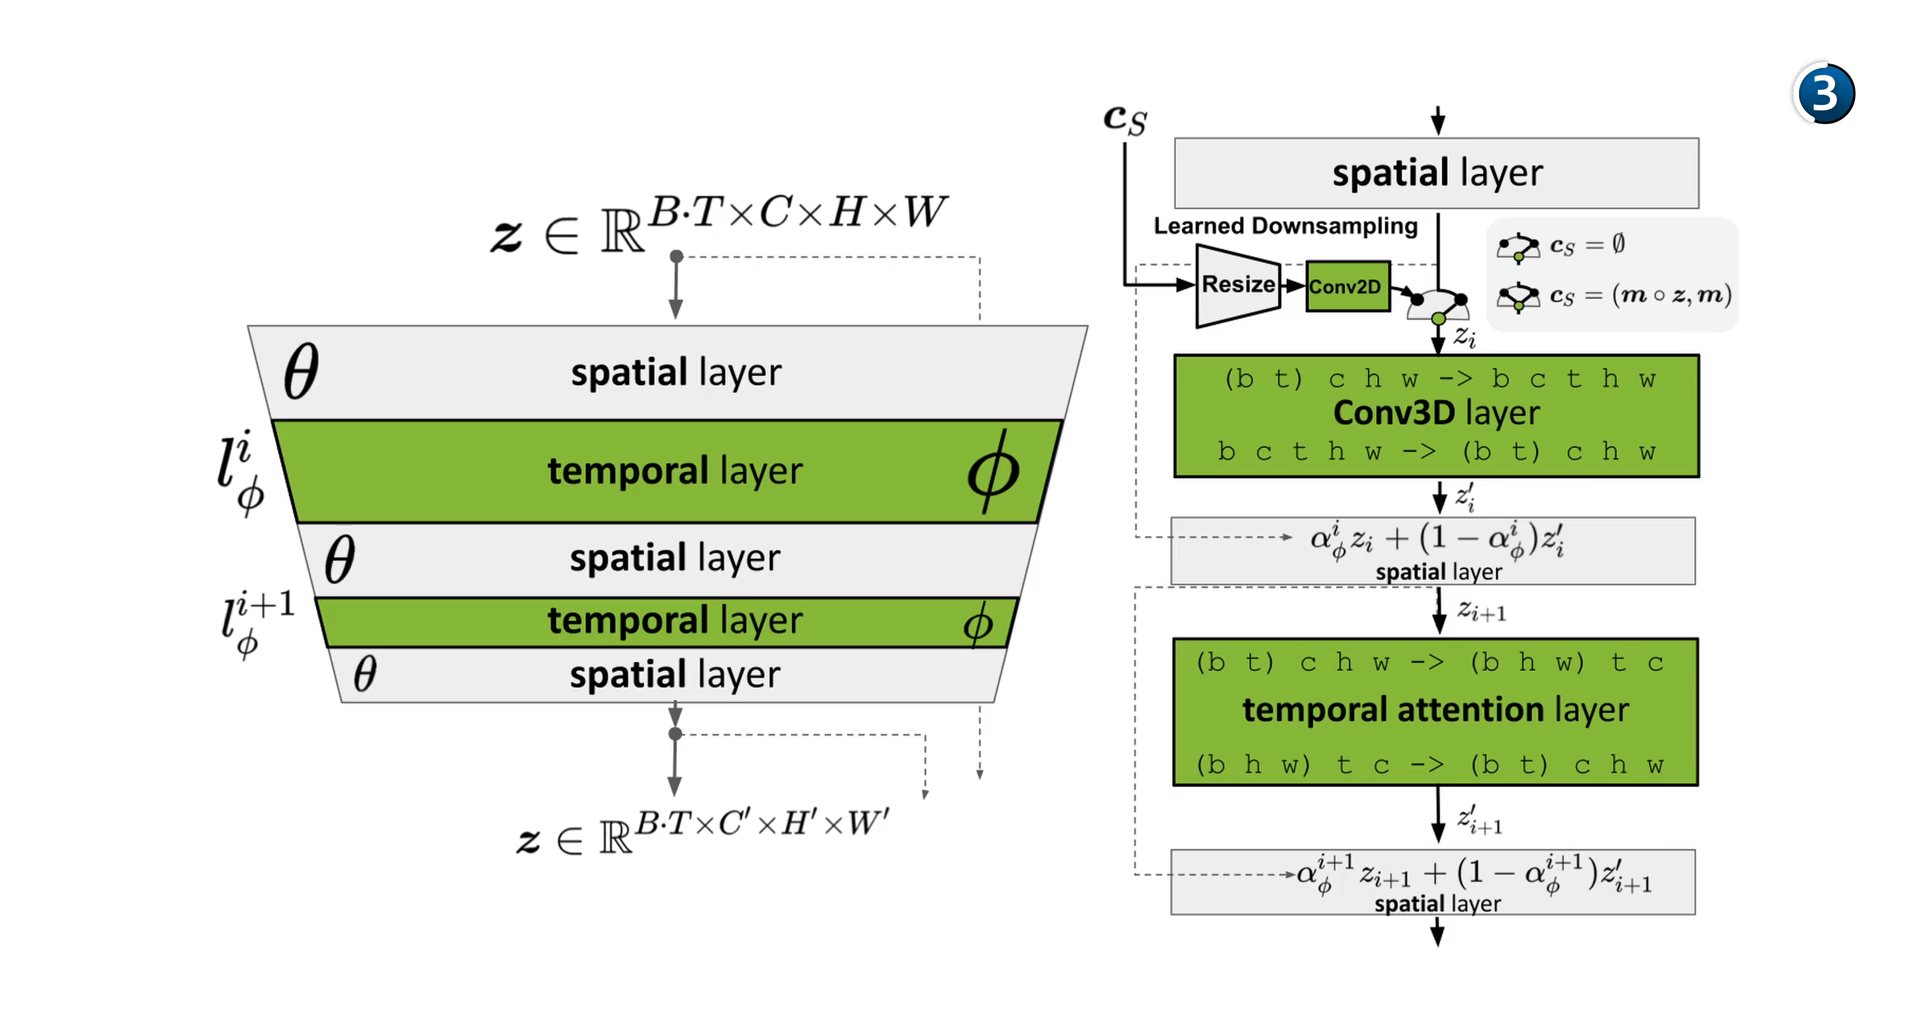 3
z ∈ ℝ^{B·T×C×H×W}
θ spatial layer
l^i_ϕ temporal layer ϕ
θ spatial layer
l^{i+1}_ϕ temporal layer ϕ
θ spatial layer
z ∈ ℝ^{B·T×C′×H′×W′}
c_S
spatial layer
Learned Downsampling
Resize
Conv2D
c_S = ∅
c_S = (m ∘ z, m)
z_i
(b t) c h w -> b c t h w
Conv3D layer
b c t h w -> (b t) c h w
z′_i
α^i_ϕ z_i + (1 − α^i_ϕ)z′_i
spatial layer
z_{i+1}
(b t) c h w -> (b h w) t c
temporal attention layer
(b h w) t c -> (b t) c h w
z′_{i+1}
α^{i+1}_ϕ z_{i+1} + (1 − α^{i+1}_ϕ)z′_{i+1}
spatial layer